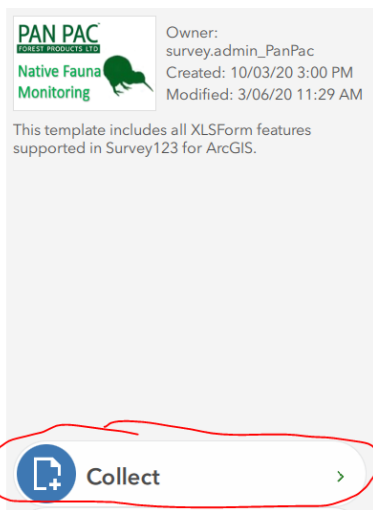 PAN PAC
FOREST PRODUCTS LTD
Native Fauna
Monitoring
Owner:
survey.admin_PanPac
Created: 10/03/20 3:00 PM
Modified: 3/06/20 11:29 AM
This template includes all XLSForm features
supported in Survey123 for ArcGIS.
Collect